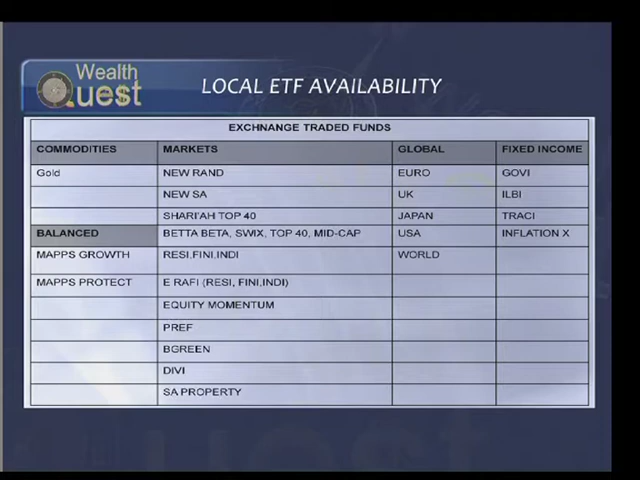 Wealth
Quest
LOCAL ETF AVAILABILITY
EXCHNANGE TRADED FUNDS
COMMODITIES MARKETS GLOBAL FIXED INCOME
Gold NEW RAND EURO GOVI
NEW SA UK ILBI
SHARI'AH TOP 40 JAPAN TRACI
BALANCED BETTA BETA, SWIX, TOP 40, MID-CAP USA INFLATION X
MAPPS GROWTH RESI,FINI,INDI WORLD
MAPPS PROTECT E RAFI (RESI, FINI,INDI)
EQUITY MOMENTUM
PREF
BGREEN
DIVI
SA PROPERTY